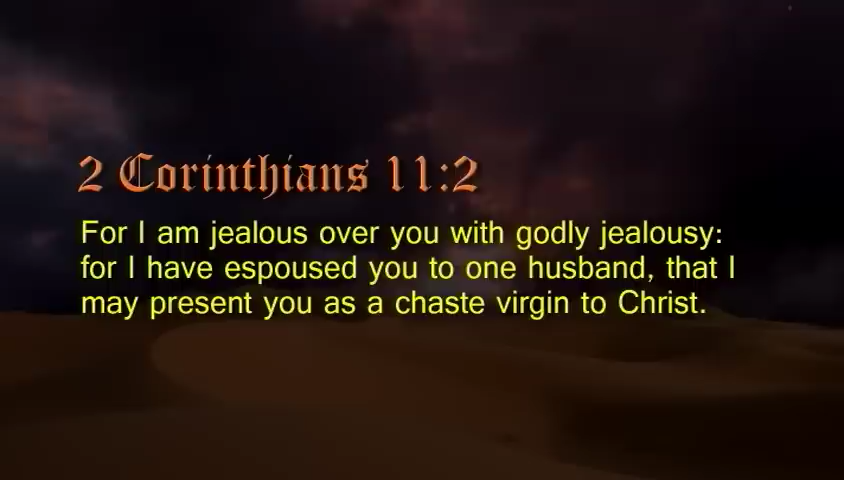 2 Corinthians 11:2
For I am jealous over you with godly jealousy:
for I have espoused you to one husband, that I
may present you as a chaste virgin to Christ.